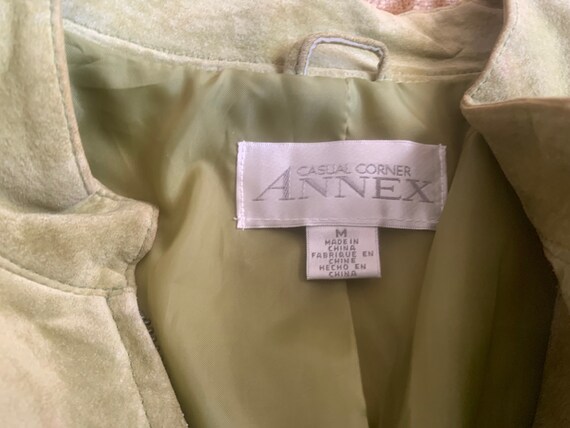 CASUAL CORNER
ANNEX
M
MADE IN
CHINA
FABRIQUE EN
CHINE
HECHO EN
CHINA